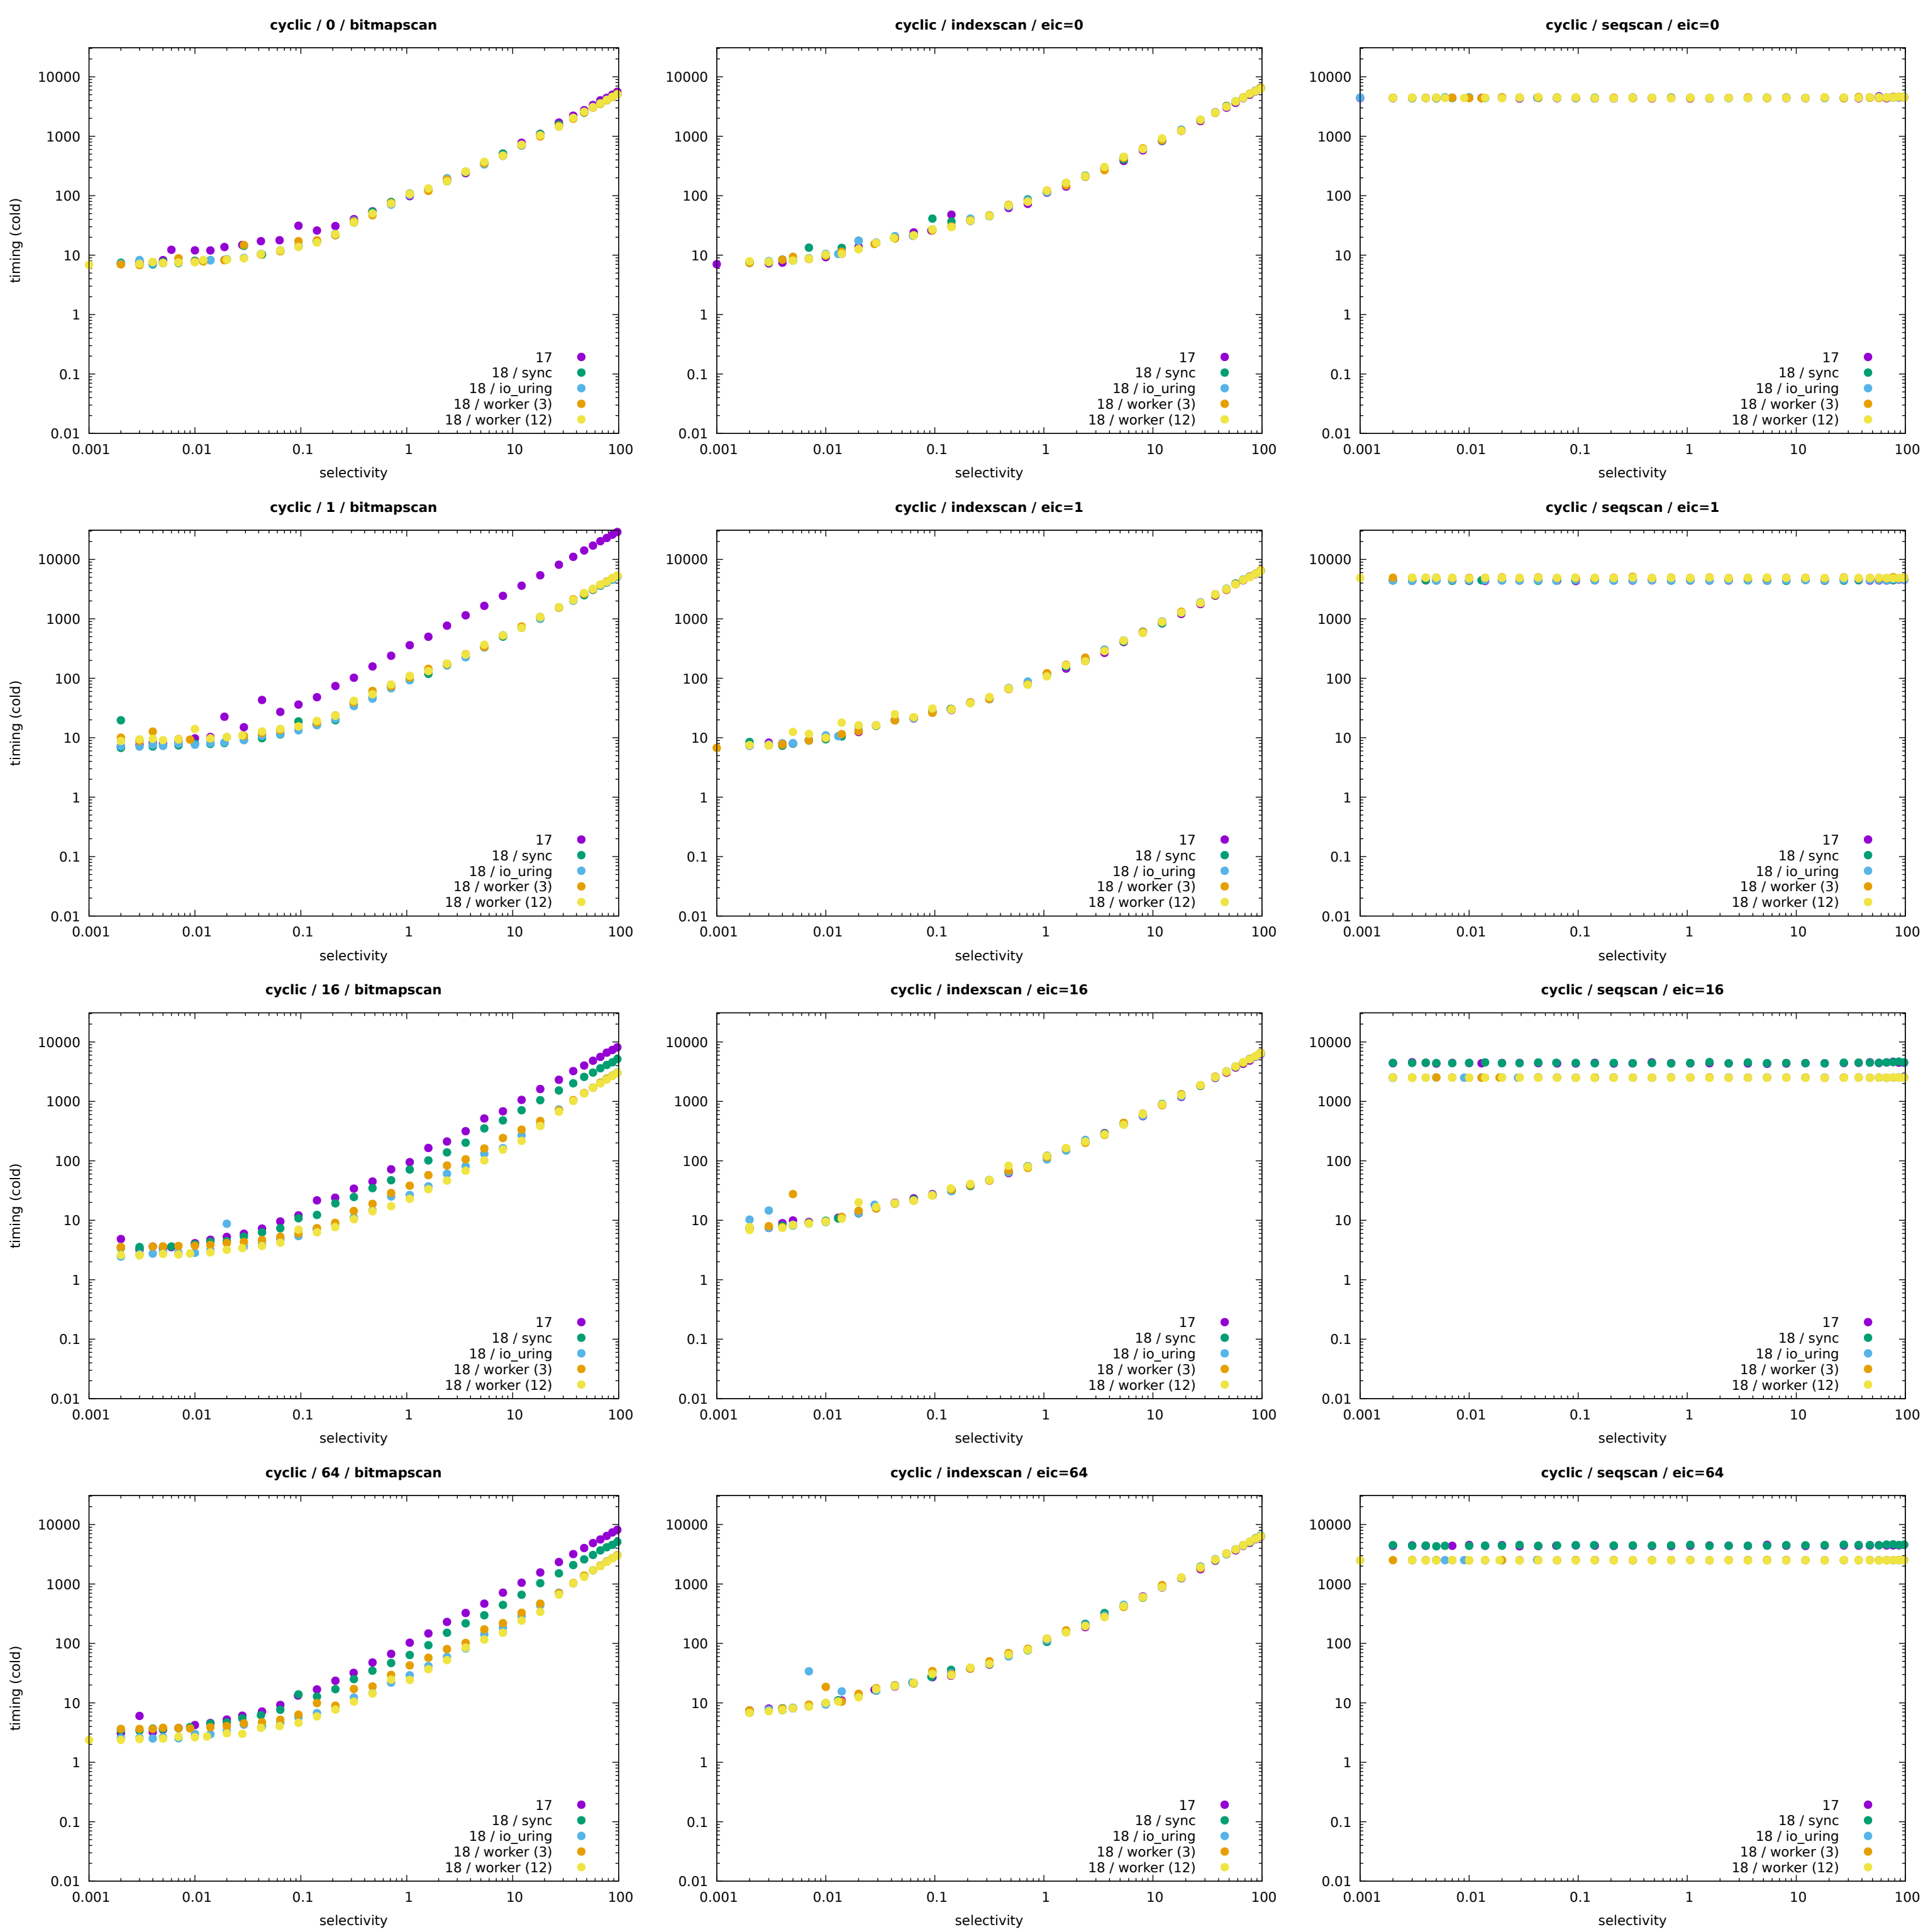 cyclic / 0 / bitmapscan
timing (cold)
10000
1000
100
10
1
0.1
0.01
17
18 / sync
18 / io_uring
18 / worker (3)
18 / worker (12)
0.001 0.01 0.1 1 10 100
selectivity
cyclic / indexscan / eic=0
10000
1000
100
10
1
0.1
0.01
17
18 / sync
18 / io_uring
18 / worker (3)
18 / worker (12)
0.001 0.01 0.1 1 10 100
selectivity
cyclic / seqscan / eic=0
10000
1000
100
10
1
0.1
0.01
17
18 / sync
18 / io_uring
18 / worker (3)
18 / worker (12)
0.001 0.01 0.1 1 10 100
selectivity
cyclic / 1 / bitmapscan
timing (cold)
10000
1000
100
10
1
0.1
0.01
17
18 / sync
18 / io_uring
18 / worker (3)
18 / worker (12)
0.001 0.01 0.1 1 10 100
selectivity
cyclic / indexscan / eic=1
10000
1000
100
10
1
0.1
0.01
17
18 / sync
18 / io_uring
18 / worker (3)
18 / worker (12)
0.001 0.01 0.1 1 10 100
selectivity
cyclic / seqscan / eic=1
10000
1000
100
10
1
0.1
0.01
17
18 / sync
18 / io_uring
18 / worker (3)
18 / worker (12)
0.001 0.01 0.1 1 10 100
selectivity
cyclic / 16 / bitmapscan
timing (cold)
10000
1000
100
10
1
0.1
0.01
17
18 / sync
18 / io_uring
18 / worker (3)
18 / worker (12)
0.001 0.01 0.1 1 10 100
selectivity
cyclic / indexscan / eic=16
10000
1000
100
10
1
0.1
0.01
17
18 / sync
18 / io_uring
18 / worker (3)
18 / worker (12)
0.001 0.01 0.1 1 10 100
selectivity
cyclic / seqscan / eic=16
10000
1000
100
10
1
0.1
0.01
17
18 / sync
18 / io_uring
18 / worker (3)
18 / worker (12)
0.001 0.01 0.1 1 10 100
selectivity
cyclic / 64 / bitmapscan
timing (cold)
10000
1000
100
10
1
0.1
0.01
17
18 / sync
18 / io_uring
18 / worker (3)
18 / worker (12)
0.001 0.01 0.1 1 10 100
selectivity
cyclic / indexscan / eic=64
10000
1000
100
10
1
0.1
0.01
17
18 / sync
18 / io_uring
18 / worker (3)
18 / worker (12)
0.001 0.01 0.1 1 10 100
selectivity
cyclic / seqscan / eic=64
10000
1000
100
10
1
0.1
0.01
17
18 / sync
18 / io_uring
18 / worker (3)
18 / worker (12)
0.001 0.01 0.1 1 10 100
selectivity